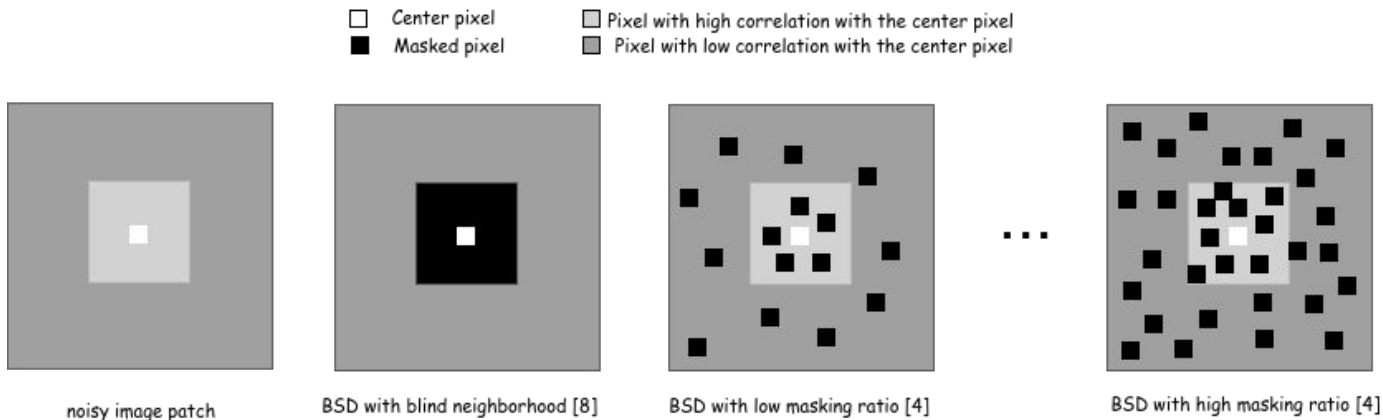 Center pixel
Pixel with high correlation with the center pixel
Masked pixel
Pixel with low correlation with the center pixel
...
noisy image patch
BSD with blind neighborhood [8]
BSD with low masking ratio [4]
BSD with high masking ratio [4]